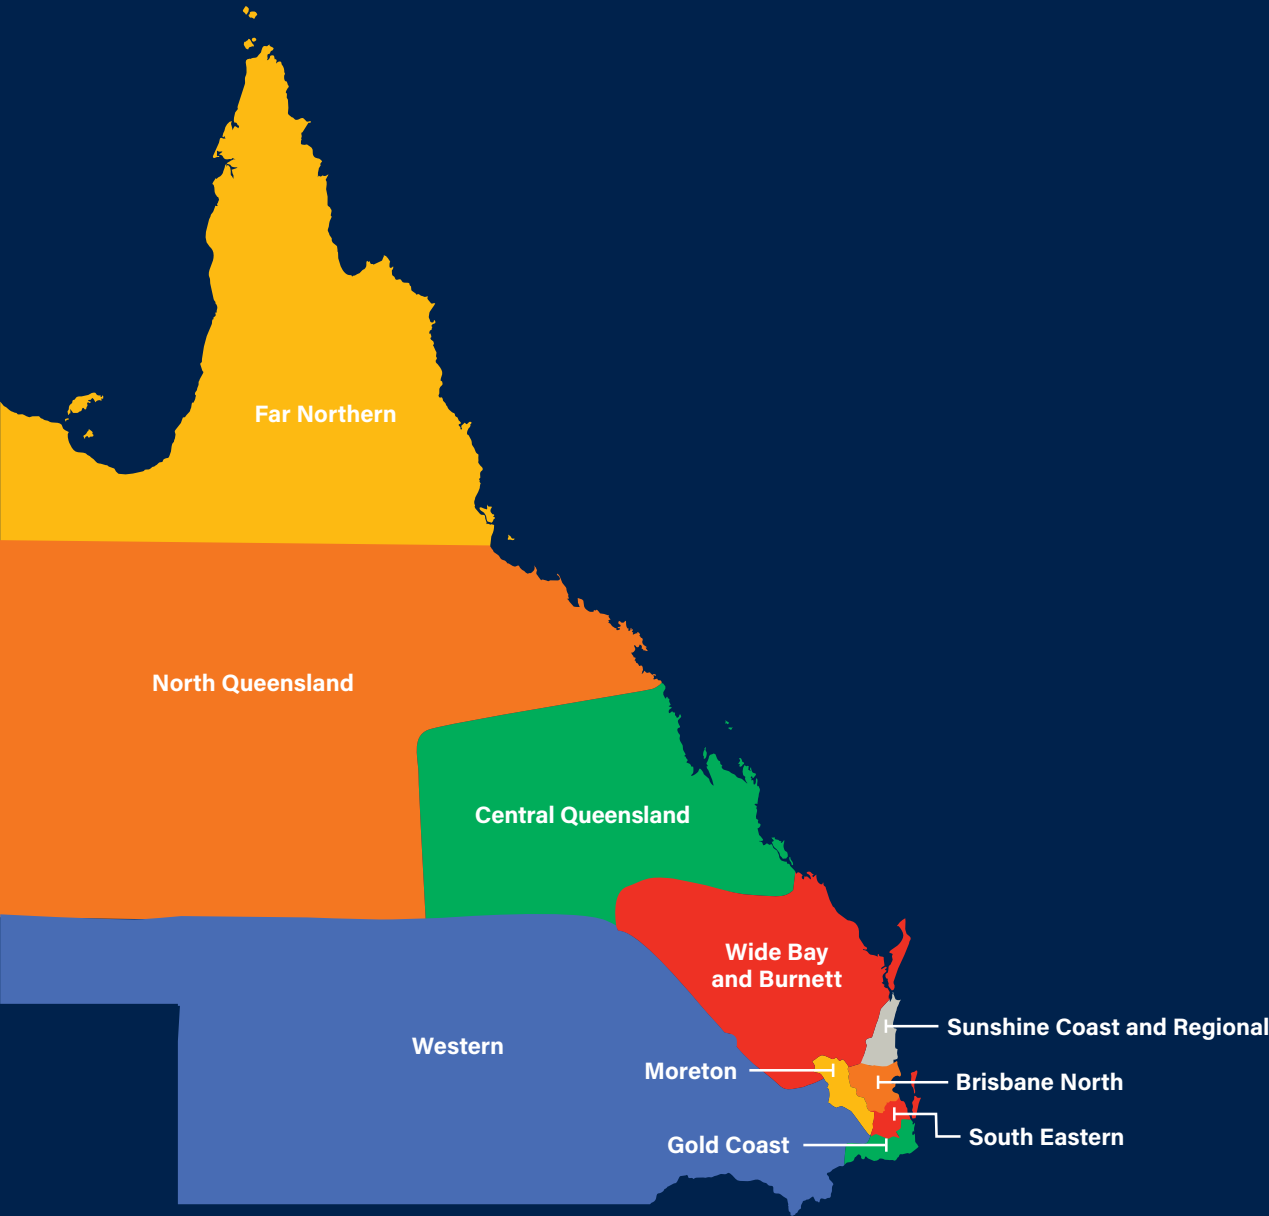 Far Northern
North Queensland
Central Queensland
Wide Bay
and Burnett
Sunshine Coast and Regional
Western
Moreton
Brisbane North
South Eastern
Gold Coast